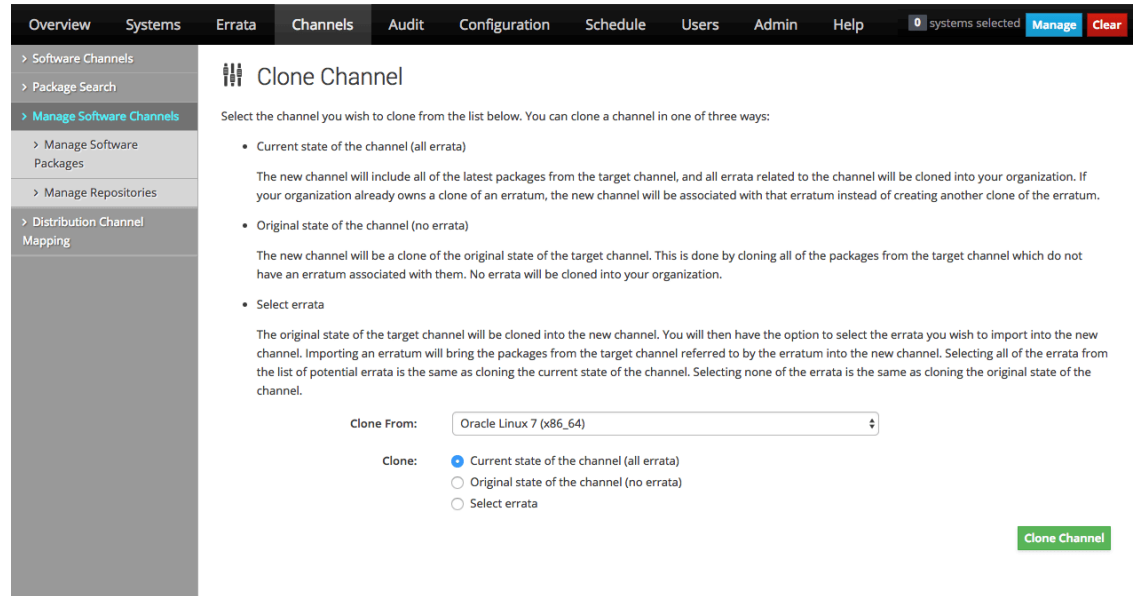 Overview Systems Errata Channels Audit Configuration Schedule Users Admin Help 0 systems selected Manage Clear
> Software Channels
> Package Search
> Manage Software Channels
> Manage Software
Packages
> Manage Repositories
> Distribution Channel
Mapping
Clone Channel
Select the channel you wish to clone from the list below. You can clone a channel in one of three ways:
• Current state of the channel (all errata)
The new channel will include all of the latest packages from the target channel, and all errata related to the channel will be cloned into your organization. If
your organization already owns a clone of an erratum, the new channel will be associated with that erratum instead of creating another clone of the erratum.
• Original state of the channel (no errata)
The new channel will be a clone of the original state of the target channel. This is done by cloning all of the packages from the target channel which do not
have an erratum associated with them. No errata will be cloned into your organization.
• Select errata
The original state of the target channel will be cloned into the new channel. You will then have the option to select the errata you wish to import into the new
channel. Importing an erratum will bring the packages from the target channel referred to by the erratum into the new channel. Selecting all of the errata from
the list of potential errata is the same as cloning the current state of the channel. Selecting none of the errata is the same as cloning the original state of the
channel.
Clone From: Oracle Linux 7 (x86_64)
Clone: Current state of the channel (all errata)
Original state of the channel (no errata)
Select errata
Clone Channel